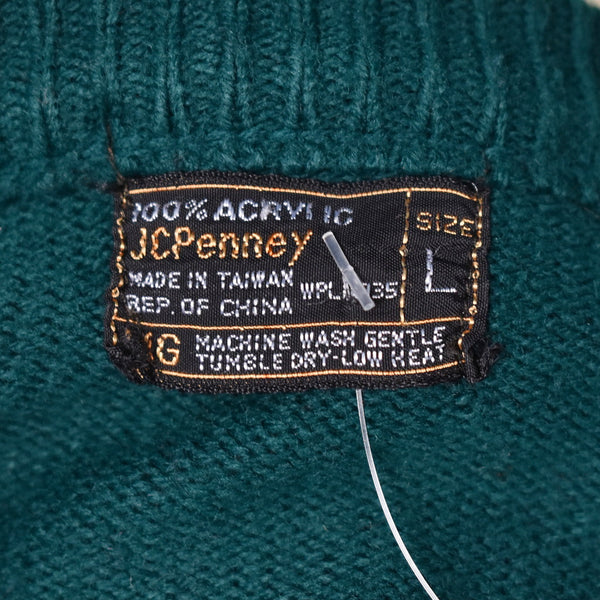 100% ACRYLIC
JCPenney
SIZE
L
MADE IN TAIWAN
REP. OF CHINA
MACHINE WASH GENTLE
TUMBLE DRY-LOW HEAT